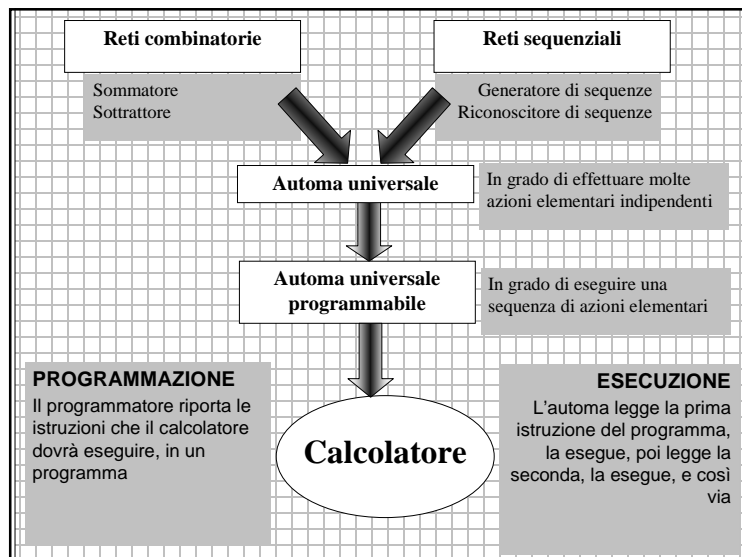 Reti combinatorie
Reti sequenziali
Sommatore
Sottrattore
Generatore di sequenze
Riconoscitore di sequenze
Automa universale
In grado di effettuare molte
azioni elementari indipendenti
Automa universale
programmabile
In grado di eseguire una
sequenza di azioni elementari
PROGRAMMAZIONE
Il programmatore riporta le
istruzioni che il calcolatore
dovrà eseguire, in un
programma
Calcolatore
ESECUZIONE
L'automa legge la prima
istruzione del programma,
la esegue, poi legge la
seconda, la esegue, e così
via